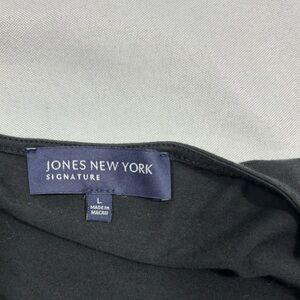 JONES NEW YORK
SIGNATURE
L
MADE IN
MACAU